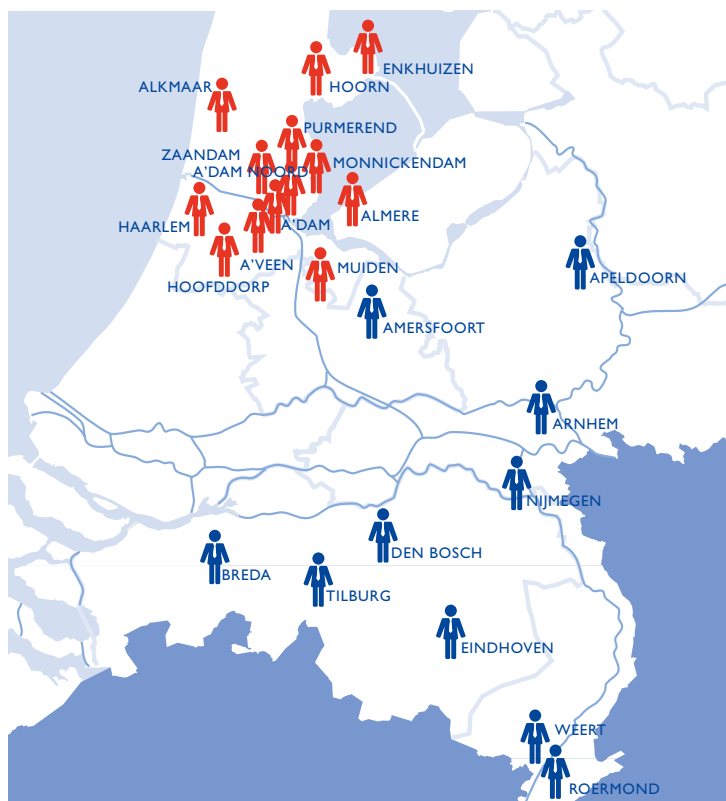 ENKHUIZEN
ALKMAAR
HOORN
PURMEREND
ZAANDAM
MONNICKENDAM
A'DAM NOORD
ALMERE
HAARLEM
A'DAM
A'VEEN
MUIDEN
APELDOORN
HOOFDDORP
AMERSFOORT
ARNHEM
NIJMEGEN
DEN BOSCH
BREDA
TILBURG
EINDHOVEN
WEERT
ROERMOND